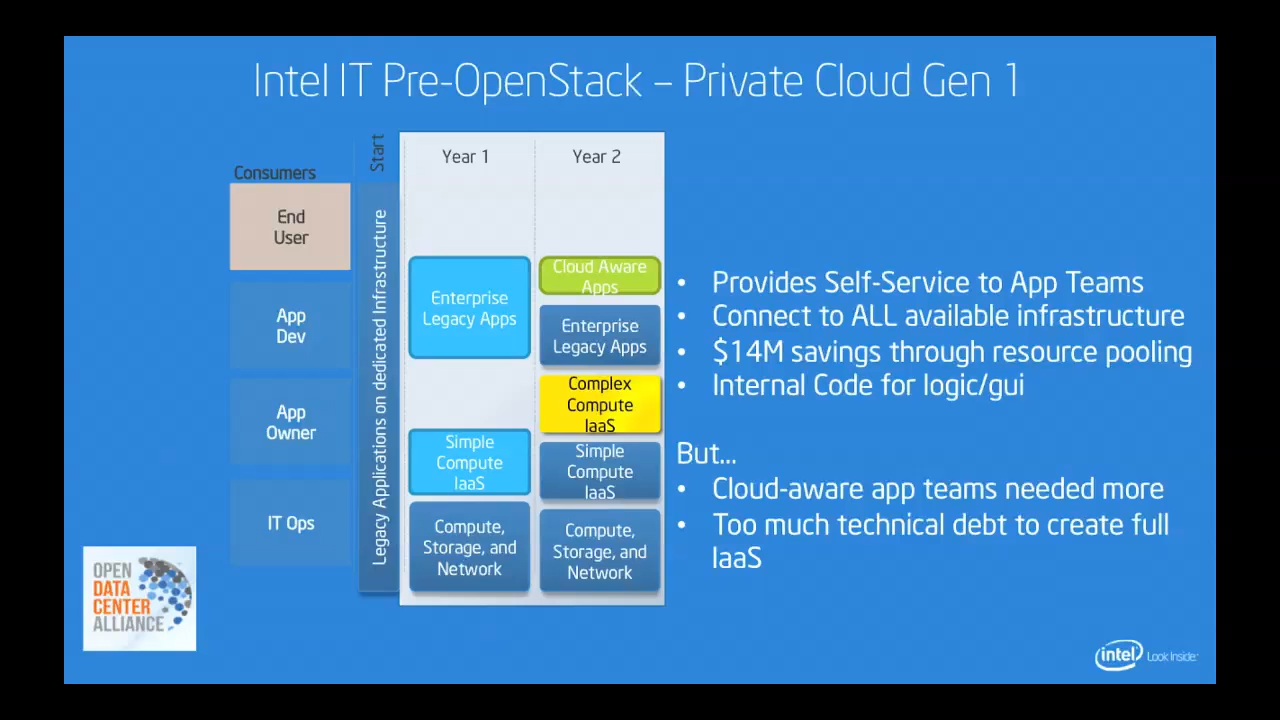 Intel IT Pre-OpenStack – Private Cloud Gen 1
Consumers
End
User
App
Dev
App
Owner
IT Ops
Start
Legacy Applications on dedicated Infrastructure
Year 1
Enterprise
Legacy Apps
Simple
Compute
IaaS
Compute,
Storage, and
Network
Year 2
Cloud Aware
Apps
Enterprise
Legacy Apps
Complex
Compute
IaaS
Simple
Compute
IaaS
Compute,
Storage, and
Network
• Provides Self-Service to App Teams
• Connect to ALL available infrastructure
• $14M savings through resource pooling
• Internal Code for logic/gui
But...
• Cloud-aware app teams needed more
• Too much technical debt to create full
IaaS
OPEN
DATA
CENTER
ALLIANCE
intel Look Inside.™